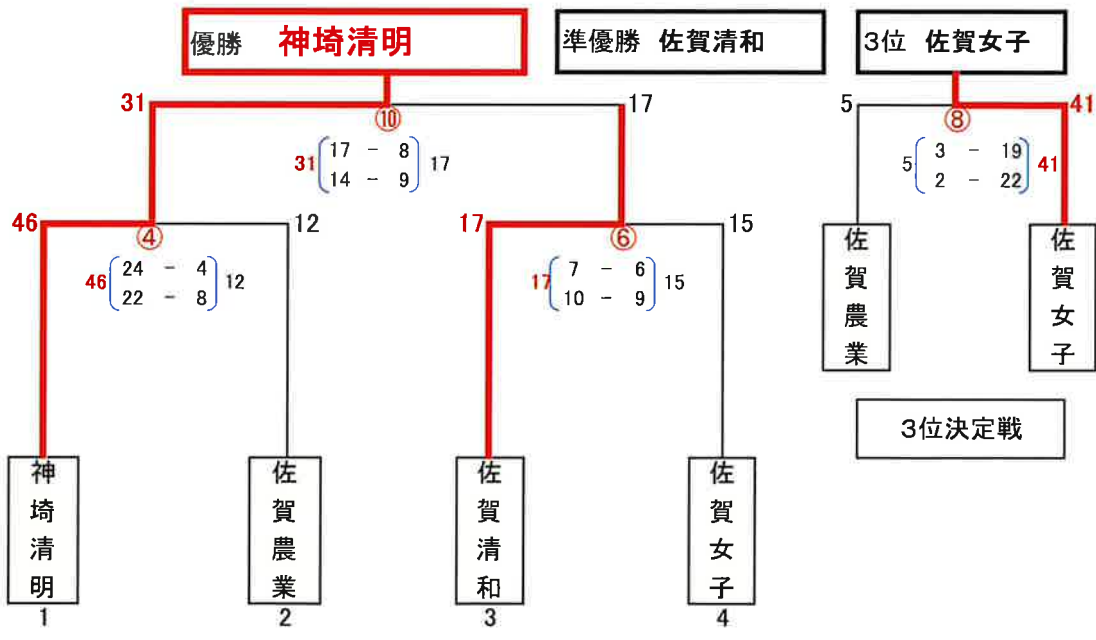 優勝 神埼清明
準優勝 佐賀清和
3位 佐賀女子
31
⑩
17
5
⑧
41
31 17 - 8 17
14 - 9
5 3 - 19 41
2 - 22
46
④
12
17
⑥
15
46 24 - 4 12
22 - 8
17 7 - 6 15
10 - 9
佐賀農業
佐賀女子
3位決定戦
神埼清明
佐賀農業
佐賀清和
佐賀女子
1
2
3
4